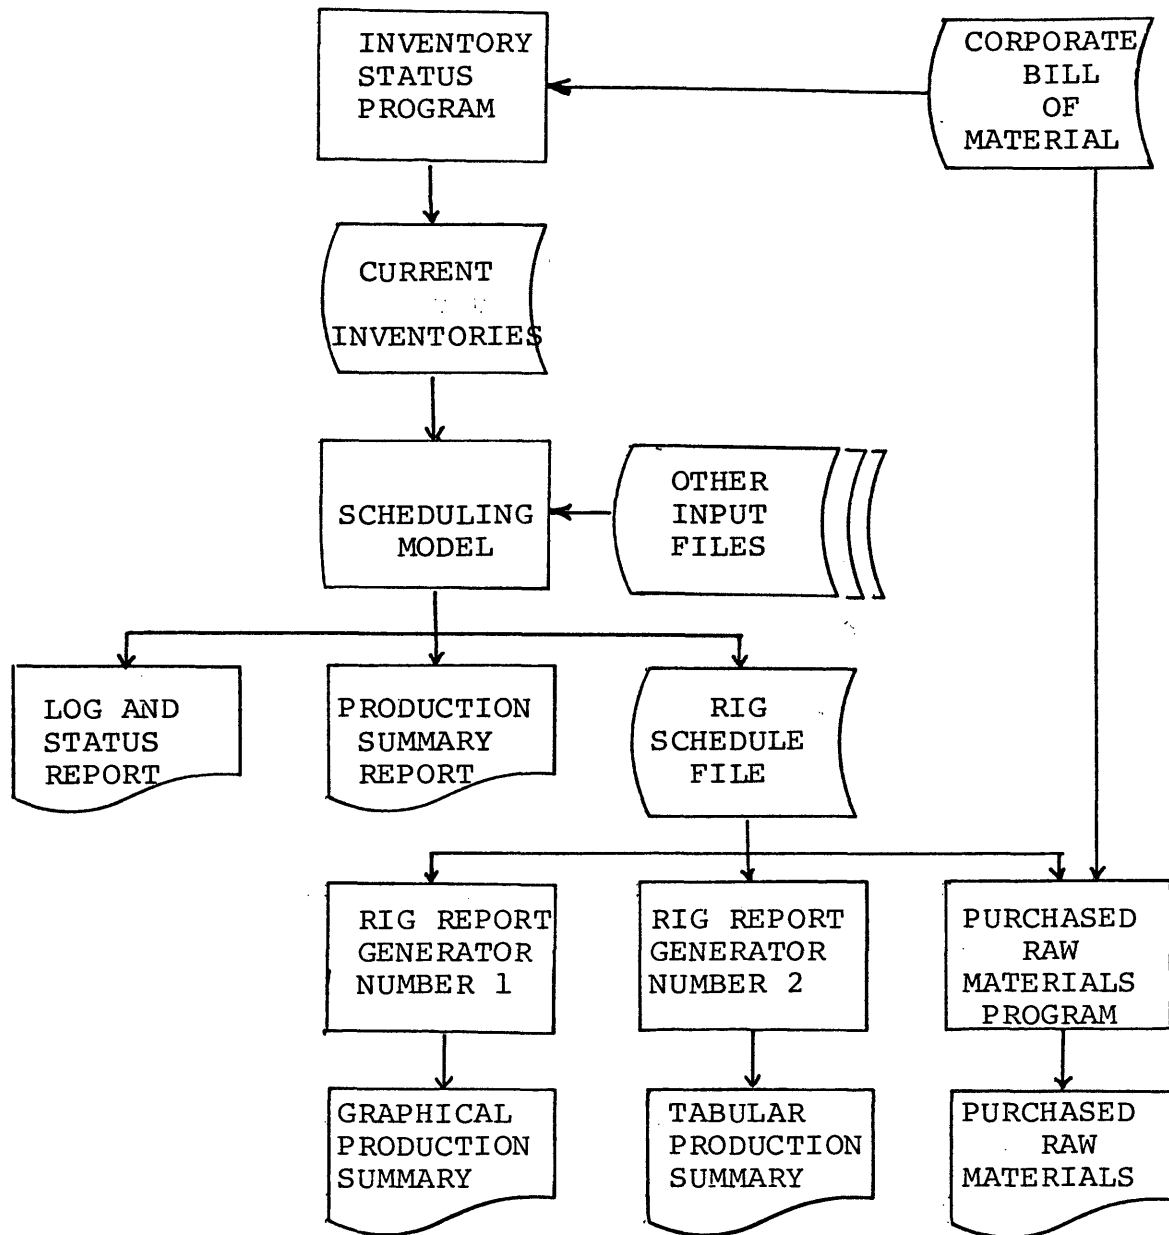 INVENTORY
STATUS
PROGRAM
CORPORATE
BILL
OF
MATERIAL
CURRENT
INVENTORIES
SCHEDULING
MODEL
OTHER
INPUT
FILES
LOG AND
STATUS
REPORT
PRODUCTION
SUMMARY
REPORT
RIG
SCHEDULE
FILE
RIG REPORT
GENERATOR
NUMBER 1
RIG REPORT
GENERATOR
NUMBER 2
PURCHASED
RAW
MATERIALS
PROGRAM
GRAPHICAL
PRODUCTION
SUMMARY
TABULAR
PRODUCTION
SUMMARY
PURCHASED
RAW
MATERIALS